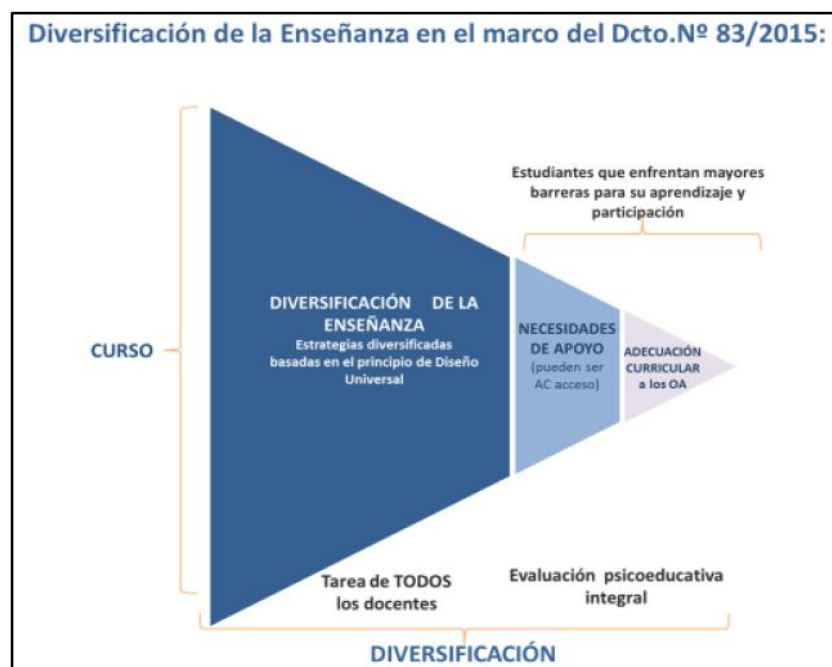 Diversificación de la Enseñanza en el marco del Dcto.Nº 83/2015:
Estudiantes que enfrentan mayores
barreras para su aprendizaje y
participación
CURSO
DIVERSIFICACIÓN DE LA
ENSEÑANZA
Estrategias diversificadas
basadas en el principio de Diseño
Universal
NECESIDADES
DE APOYO
(pueden ser
AC acceso)
ADECUACIÓN
CURRICULAR
a los OA
Tarea de TODOS
los docentes
Evaluación psicoeducativa
integral
DIVERSIFICACIÓN